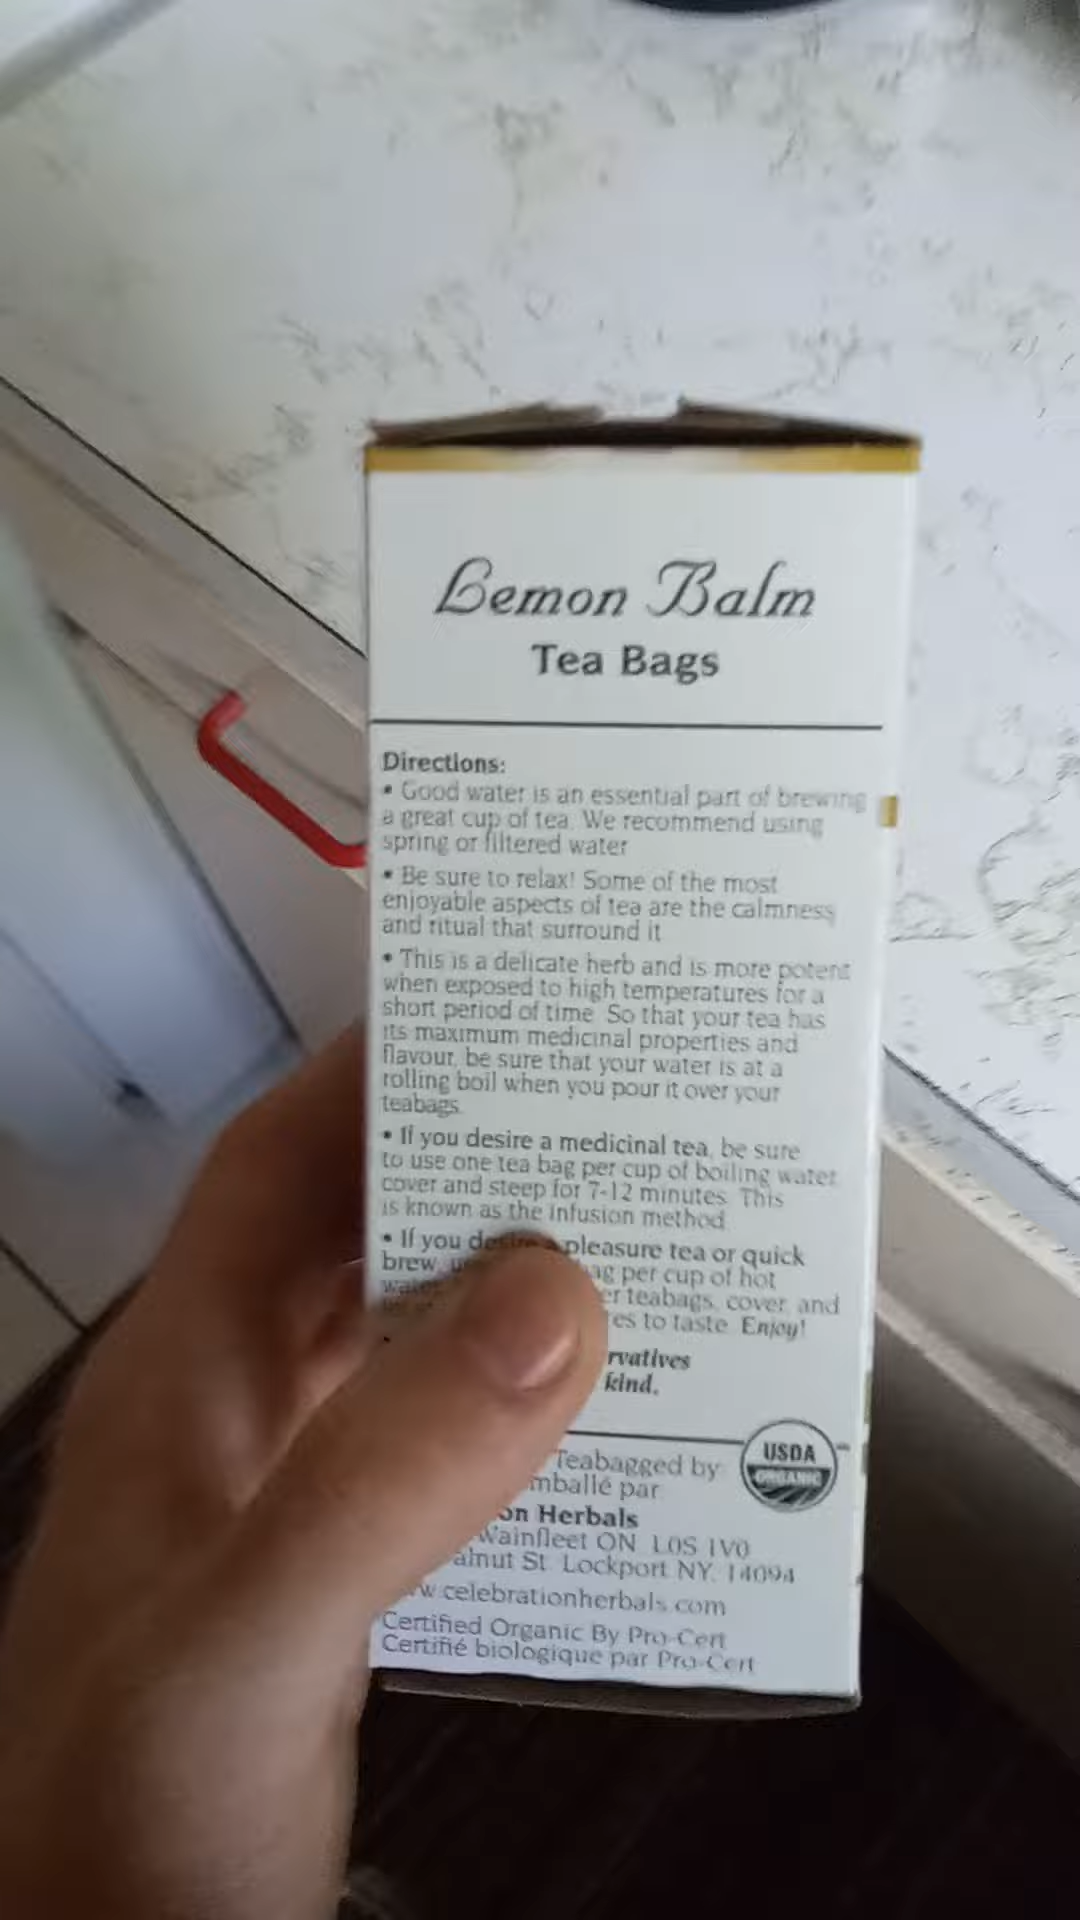 Lemon Balm
Tea Bags
Directions:
• Good water is an essential part of brewing
a great cup of tea. We recommend using
spring or filtered water
• Be sure to relax! Some of the most
enjoyable aspects of tea are the calmness
and ritual that surround it
• This is a delicate herb and is more potent
when exposed to high temperatures for a
short period of time. So that your tea has
its maximum medicinal properties and
flavour, be sure that your water is at a
rolling boil when you pour it over your
teabags.
• If you desire a medicinal tea, be sure
to use one tea bag per cup of boiling water
cover and steep for 7-12 minutes. This
is known as the infusion method
• If you desire a pleasure tea or quick
brew, per cup of hot
water teabags, cover, and
to taste. Enjoy!
•
kind.
Teabagged by
par
Herbals
Wainfleet ON L0S 1V0
St. Lockport NY, 14094
celebrationherbals.com
Certified Organic By Pro-Cert
Certifié biologique par Pro-Cert
USDA
ORGANIC